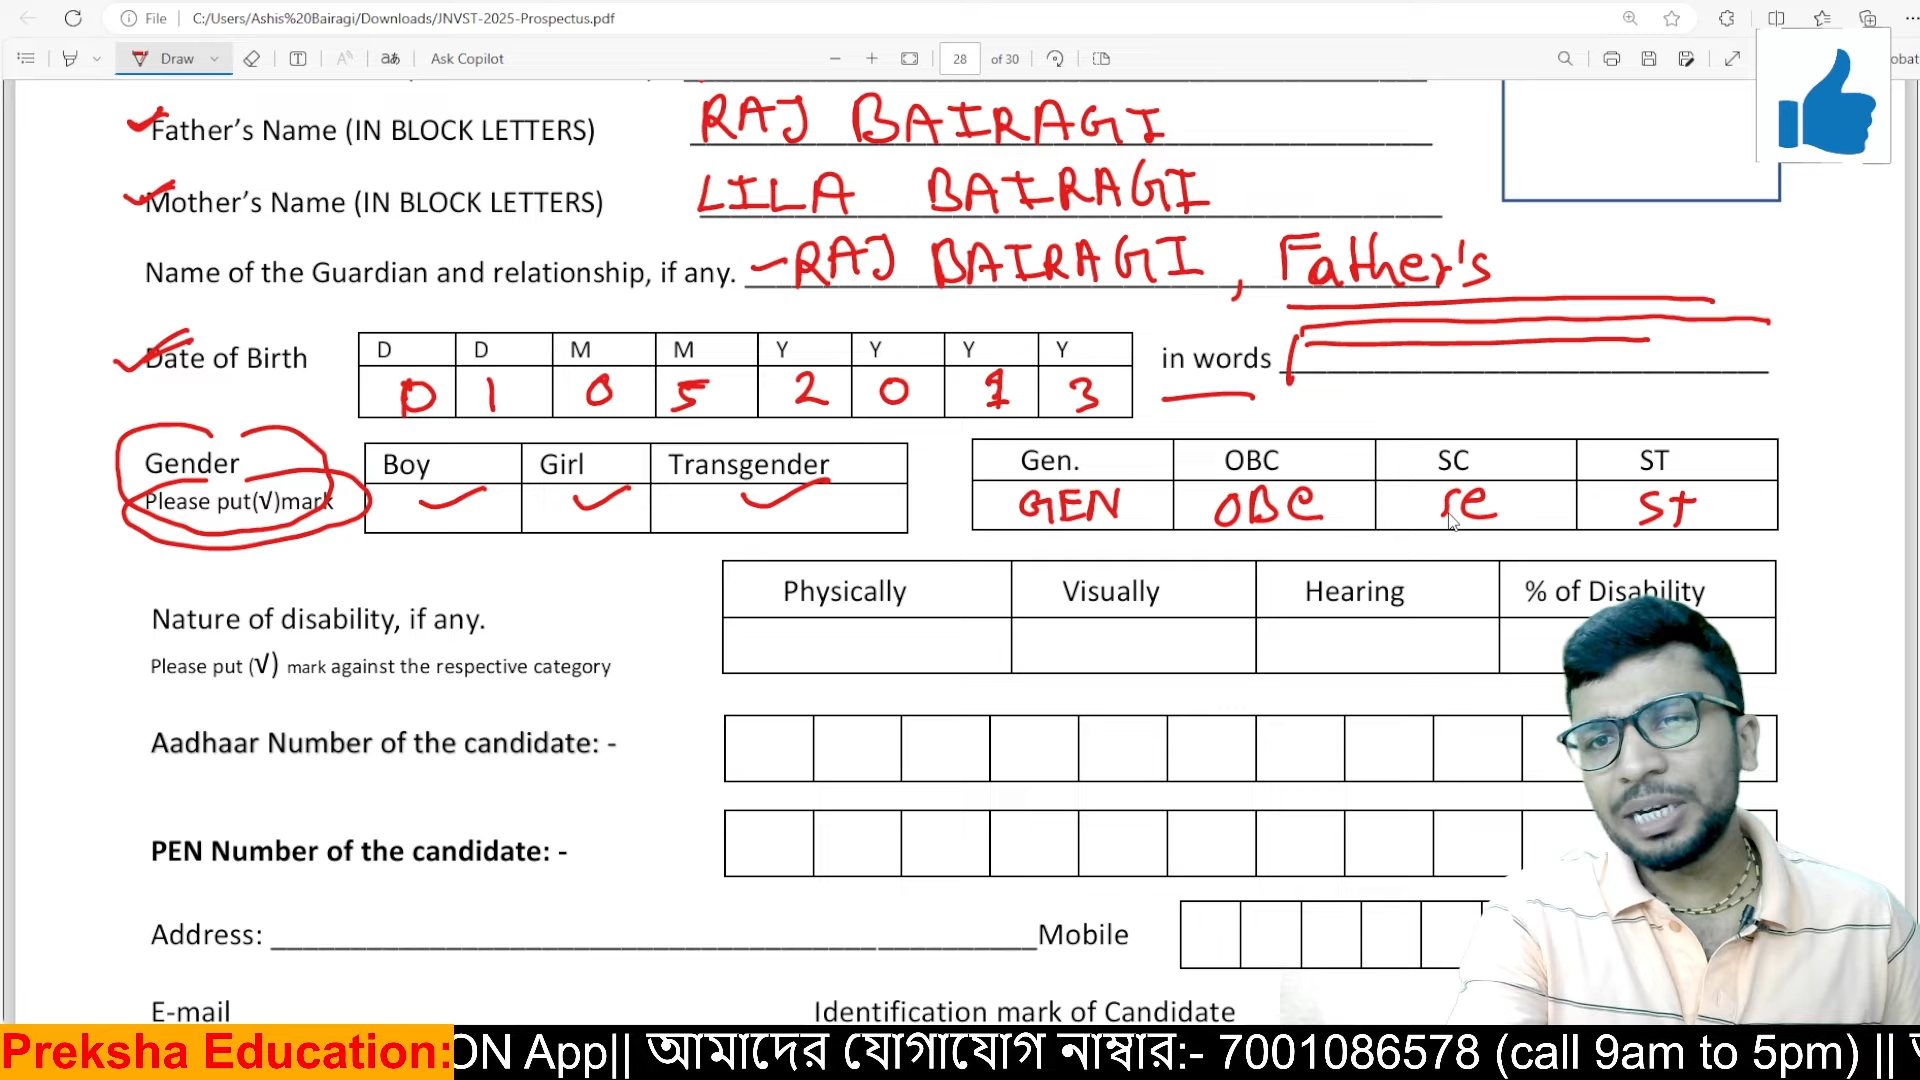 File C:/Users/Ashis%20Bairagi/Downloads/JNVST-2025-Prospectus.pdf
Draw Ask Copilot 28 of 30 obat
Father's Name (IN BLOCK LETTERS) RAJ BAIRAGI
Mother's Name (IN BLOCK LETTERS) LILA BAIRAGI
Name of the Guardian and relationship, if any. - RAJ BAIRAGI, Father's
D D M M Y Y Y Y
Date of Birth in words
0 1 0 5 2 0 1 3
Gender Boy Girl Transgender Gen. OBC SC ST
Please put(√)mark ✓ ✓ ✓ GEN OBC SC ST
Physically Visually Hearing % of Disability
Nature of disability, if any.
Please put (√) mark against the respective category
Aadhaar Number of the candidate: -
PEN Number of the candidate: -
Address: Mobile
E-mail Identification mark of Candidate
Preksha Education: ON App|| আমাদের যোগাযোগ নাম্বার:- 7001086578 (call 9am to 5pm) ||